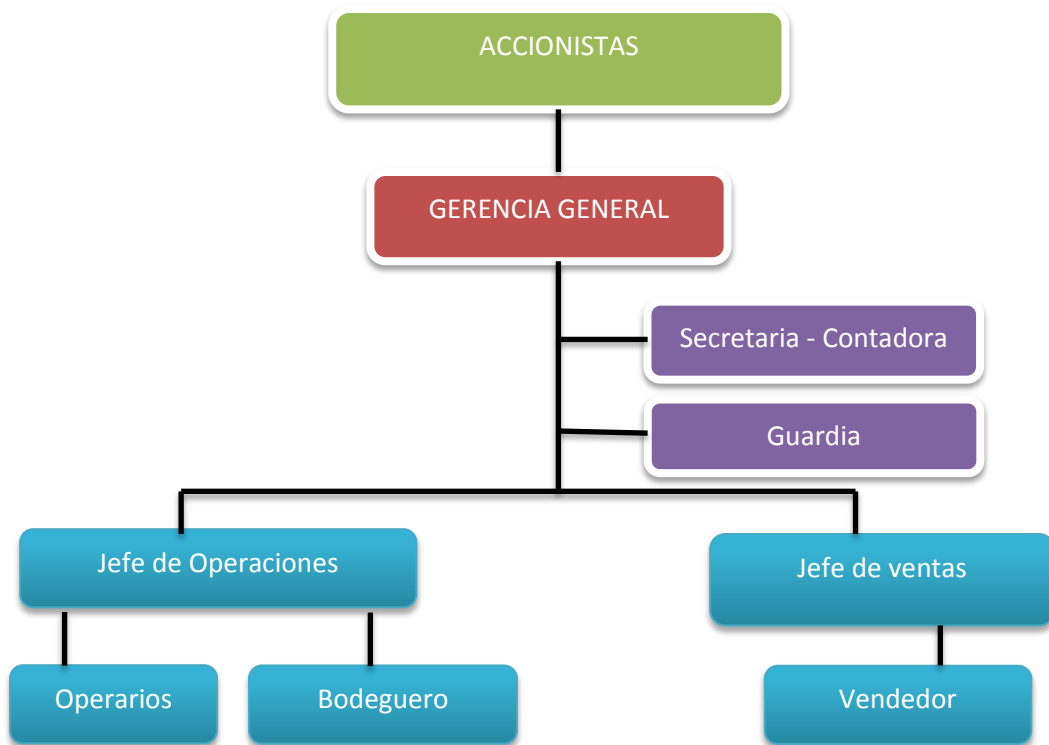 ACCIONISTAS
GERENCIA GENERAL
Secretaria - Contadora
Guardia
Jefe de Operaciones
Jefe de ventas
Operarios
Bodeguero
Vendedor